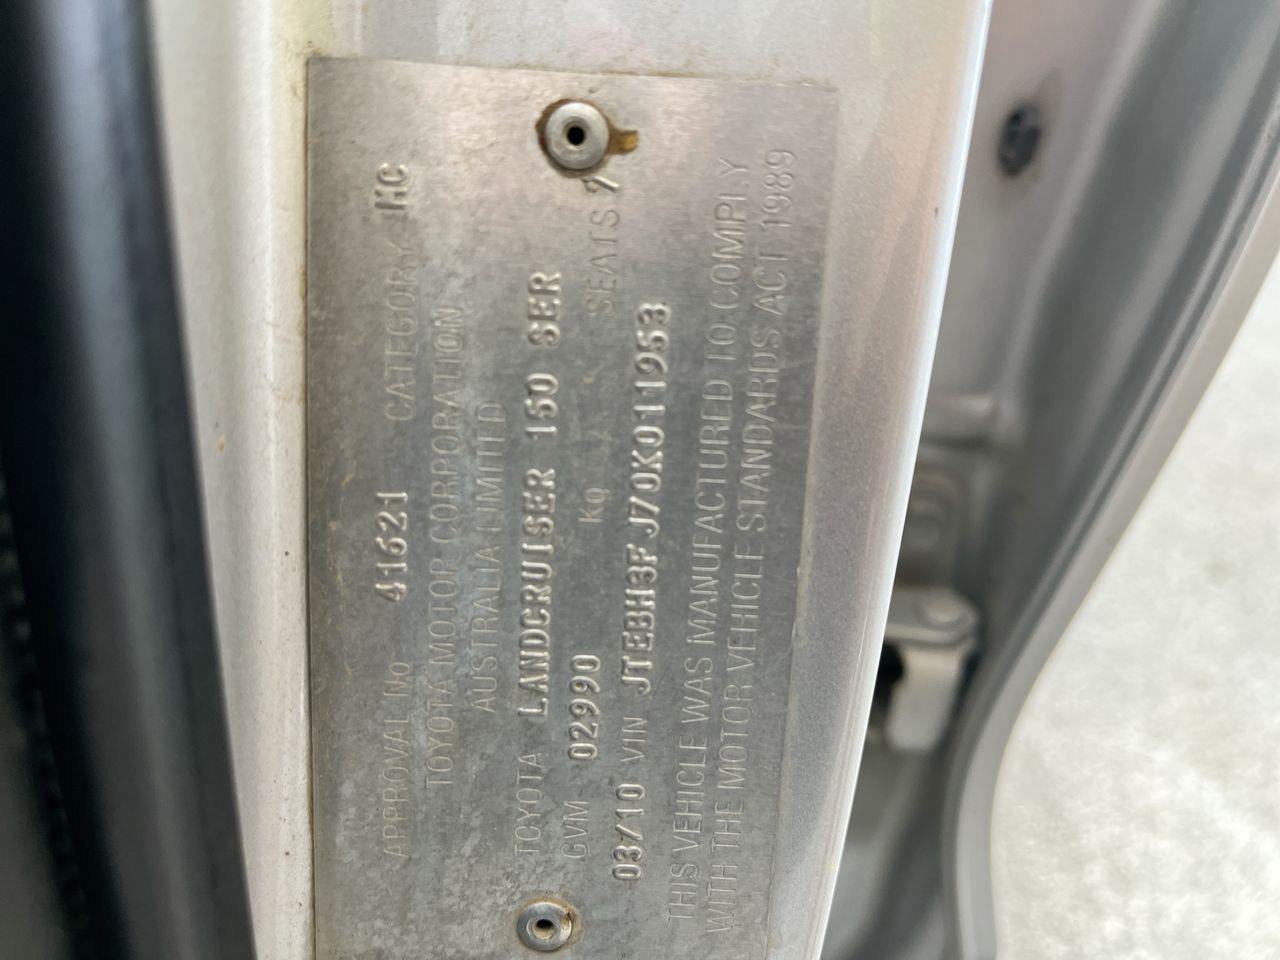 APPROVAL No 41621 CATEGORY MC
TOYOTA MOTOR CORPORATION
AUSTRALIA LIMITED
TOYOTA LANDCRUISER 150 SER
GVM 02990 kg SEATS 7
03/10 VIN JTEBH3FJ70K011953
THIS VEHICLE WAS MANUFACTURED TO COMPLY
WITH THE MOTOR VEHICLE STANDARDS ACT 1989